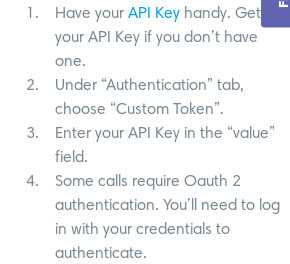 1. Have your API Key handy. Get
your API Key if you don’t have
one.
2. Under “Authentication” tab,
choose “Custom Token”.
3. Enter your API Key in the “value”
field.
4. Some calls require Oauth 2
authentication. You’ll need to log
in with your credentials to
authenticate.